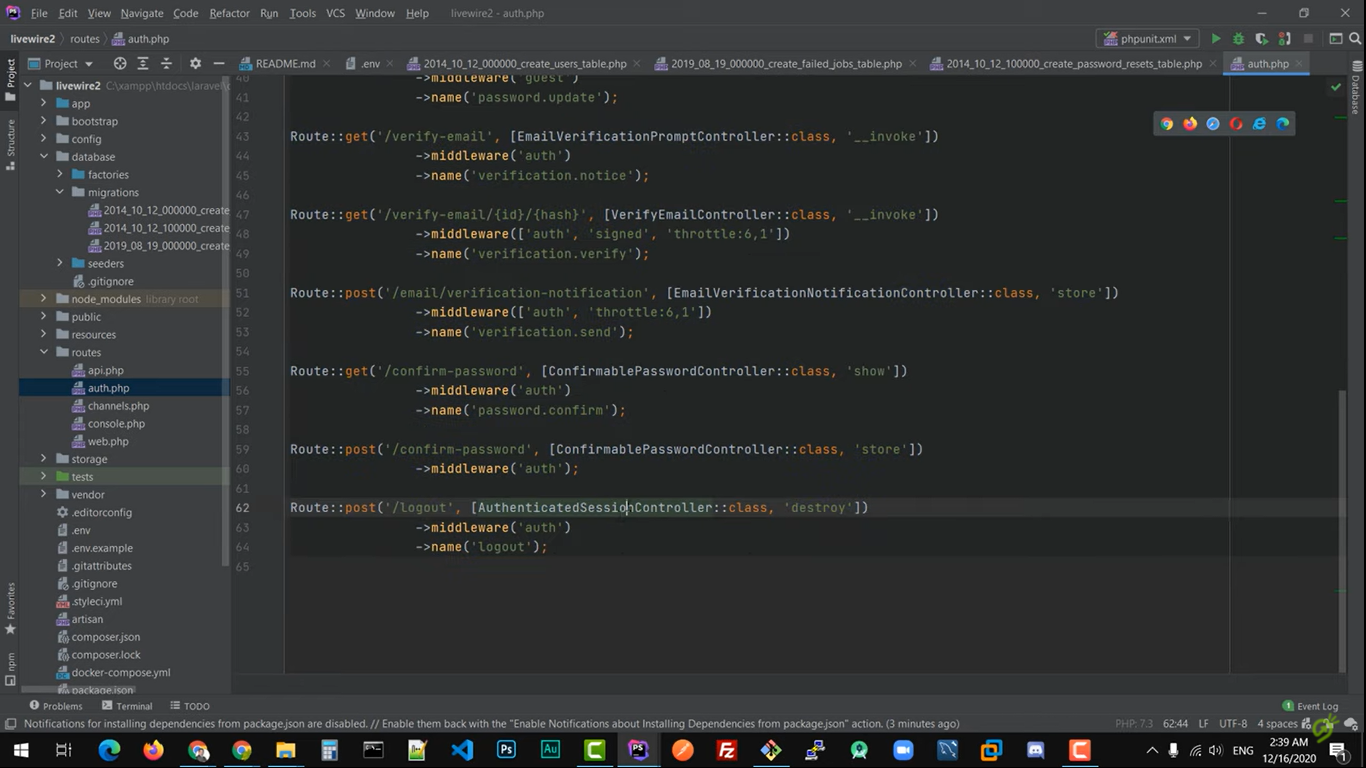 File Edit View Navigate Code Refactor Run Tools VCS Window Help livewire2 - auth.php
livewire2 routes auth.php phpunit.xml
Project README.md .env 2014_10_12_000000_create_users_table.php 2019_08_19_000000_create_failed_jobs_table.php 2014_10_12_100000_create_password_resets_table.php auth.php
Project
Structure
Favorites
npm
Database
livewire2 C:\xampp\htdocs\laravel\
app
bootstrap
config
database
factories
migrations
2014_10_12_000000_create
2014_10_12_100000_create
2019_08_19_000000_create
seeders
.gitignore
node_modules library root
public
resources
routes
api.php
auth.php
channels.php
console.php
web.php
storage
tests
vendor
.editorconfig
.env
.env.example
.gitattributes
.gitignore
.styleci.yml
artisan
composer.json
composer.lock
docker-compose.yml
package.json
40 ->middleware('guest')
41 ->name('password.update');
42
43 Route::get('/verify-email', [EmailVerificationPromptController::class, '__invoke'])
44 ->middleware('auth')
45 ->name('verification.notice');
46
47 Route::get('/verify-email/{id}/{hash}', [VerifyEmailController::class, '__invoke'])
48 ->middleware(['auth', 'signed', 'throttle:6,1'])
49 ->name('verification.verify');
50
51 Route::post('/email/verification-notification', [EmailVerificationNotificationController::class, 'store'])
52 ->middleware(['auth', 'throttle:6,1'])
53 ->name('verification.send');
54
55 Route::get('/confirm-password', [ConfirmablePasswordController::class, 'show'])
56 ->middleware('auth')
57 ->name('password.confirm');
58
59 Route::post('/confirm-password', [ConfirmablePasswordController::class, 'store'])
60 ->middleware('auth');
61
62 Route::post('/logout', [AuthenticatedSessionController::class, 'destroy'])
63 ->middleware('auth')
64 ->name('logout');
65
Problems Terminal TODO Event Log
Notifications for installing dependencies from package.json are disabled. // Enable them back with the "Enable Notifications about Installing Dependencies from package.json" action. (3 minutes ago) PHP: 7.3 62:44 LF UTF-8 4 spaces
ENG 2:39 AM
12/16/2020